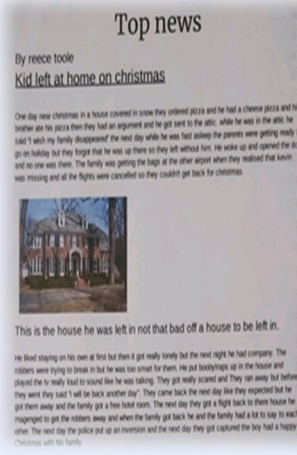 Top news
By reece toole
Kid left at home on christmas
One day near christmas in a house covered in snow they ordered pizza and he had a cheese pizza and h
brother ate his pizza then they had an argument and he got sent to the attic. while he was in the attic he
said "i wish my family disappeared" the next day while he was fast asleep the parents were getting ready
go on holiday but they forgot that he was up there so they left without him. He woke up and opened the do
and no one was there. The family was getting the bags at the other airport when they realised that kevin
was missing and all the flights were cancelled so they couldn't get back for christmas.
This is the house he was left in not that bad off a house to be left in.
He liked staying on his own at first but then it got really lonely but the next night he had company. The
robbers were trying to break in but he was too smart for them. He put boobytraps up in the house and
played the tv really loud to sound like he was talking. They got really scared and They ran away but before
they went they said "i will be back another day". They came back the next day like they expected but he
got them away and the family got a free hotel room. The next day they got a flight back to there house he
magenged to get the robbers away and when the family got back he and the family had a lot to say to eac
other. The next day the police put up an inversion and the next day they got captured the boy had a happy
Christmas with his family.